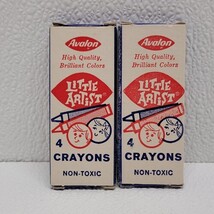 Avalon
High Quality,
Brilliant Colors
LITTLE
ARTIST
4
CRAYONS
NON-TOXIC
Avalon
High Quality,
Brilliant Colors
LITTLE
ARTIST
4
CRAYONS
NON-TOXIC